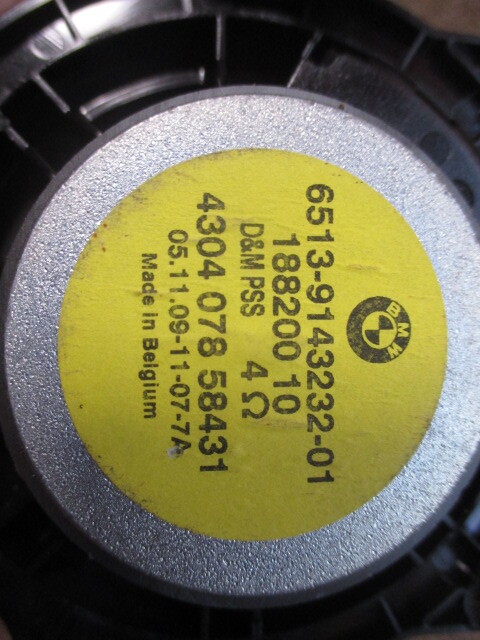 BMW
6513-9143232-01
188200 10
D&M PSS 4Ω
4304 078 58431
05.11.09-11-07-7A
Made in Belgium